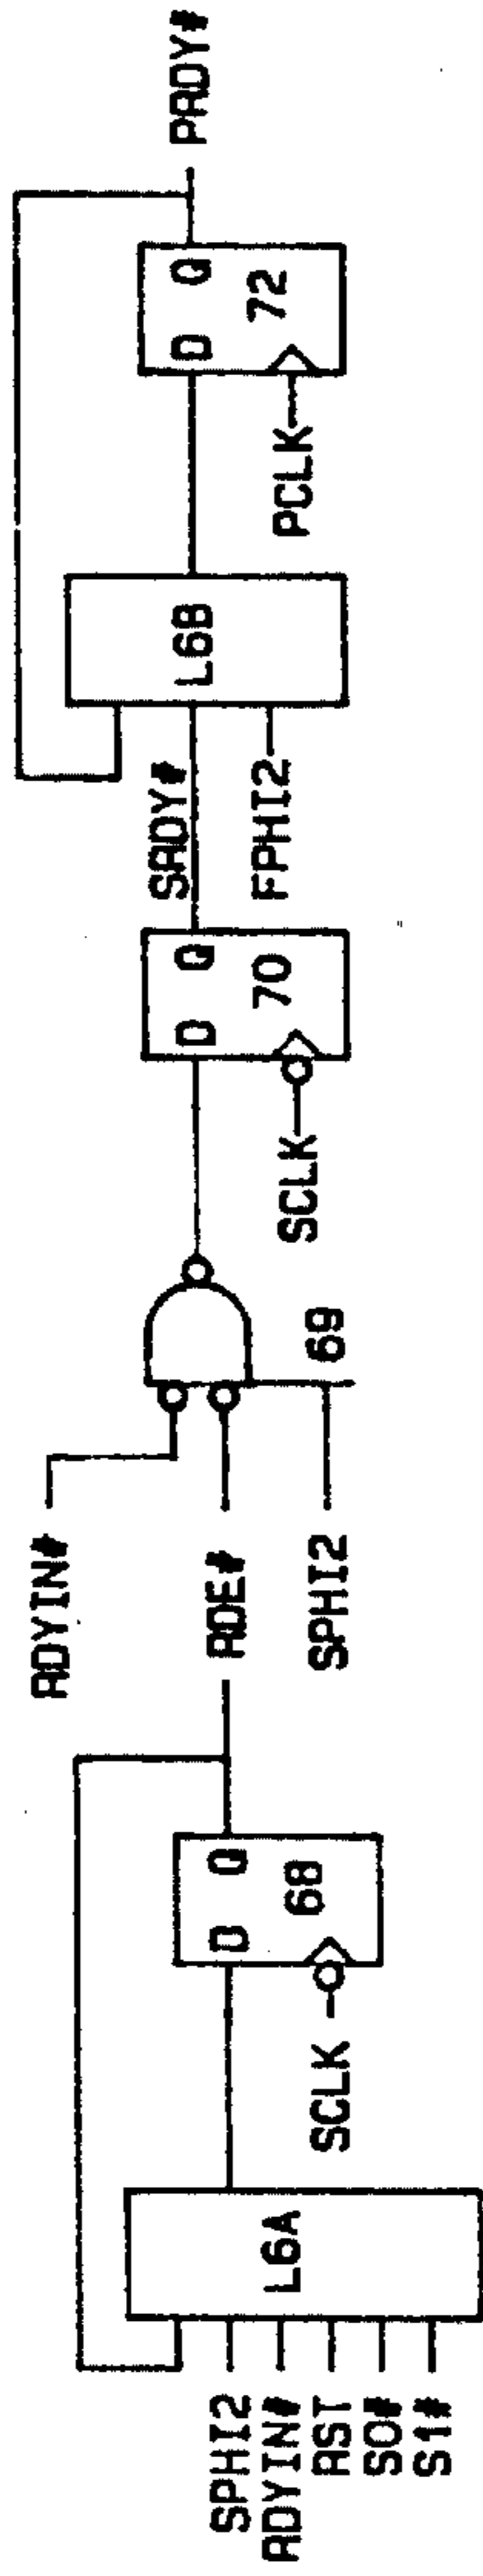 SPHI2
RDYIN#
RST
S0#
S1#
L6A
SCLK
D Q
68
RDYIN#
RDE#
SPHI2
69
SCLK
D Q
70
SRDY#
FPHI2
L6B
PCLK
D Q
72
PRDY#